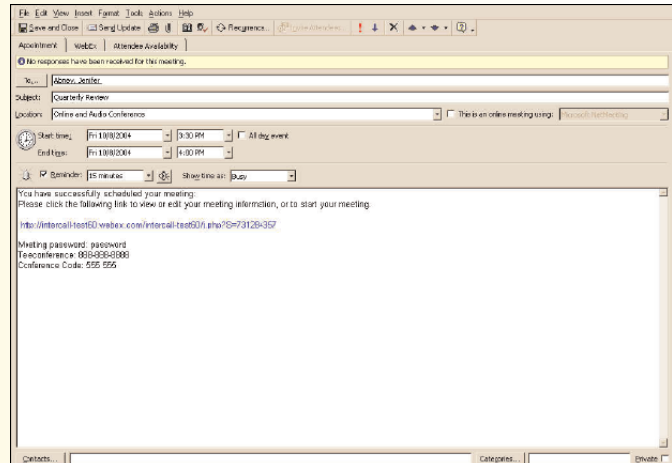 File Edit View Insert Format Tools Actions Help
Save and Close Send Update Recurrence... Invite Attendees...
Appointment WebEx Attendee Availability
No responses have been received for this meeting.
To... Abney, Jenifer
Subject: Quarterly Review
Location: Online and Audio Conference This is an online meeting using: Microsoft NetMeeting
Start time: Fri 10/8/2004 3:30 PM All day event
End time: Fri 10/8/2004 4:00 PM
Reminder: 15 minutes Show time as: Busy
You have successfully scheduled your meeting:
Please click the following link to view or edit your meeting information, or to start your meeting.
http://intercall-test60.webex.com/intercall-test60/j.php?S=731284357
Meeting password: password
Teeconference: 888-888-8888
Conference Code: 555 555
Contacts... Categories... Private